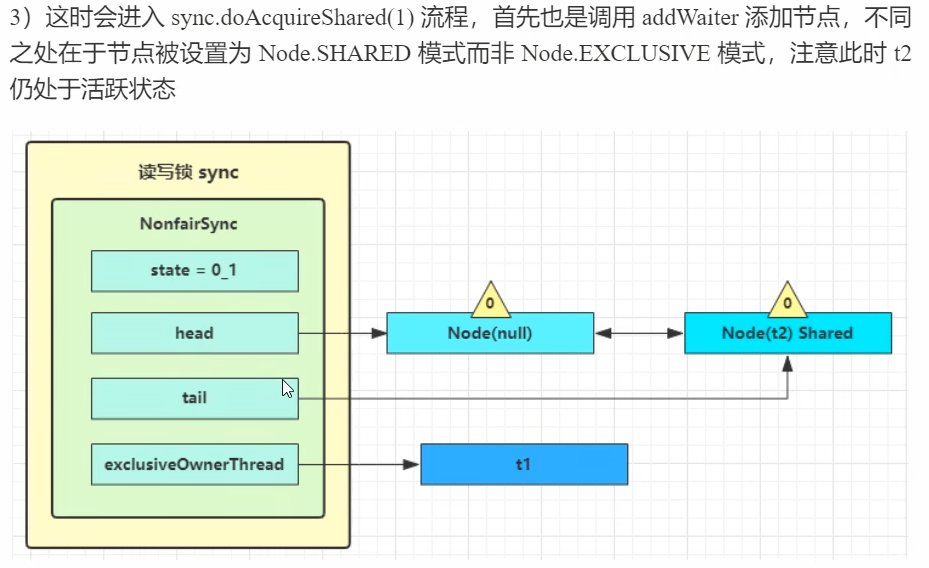 3）这时会进入 sync.doAcquireShared(1) 流程，首先也是调用 addWaiter 添加节点，不同
之处在于节点被设置为 Node.SHARED 模式而非 Node.EXCLUSIVE 模式，注意此时 t2
仍处于活跃状态
读写锁 sync
NonfairSync
state = 0_1
head
tail
exclusiveOwnerThread
0
Node(null)
0
Node(t2) Shared
t1